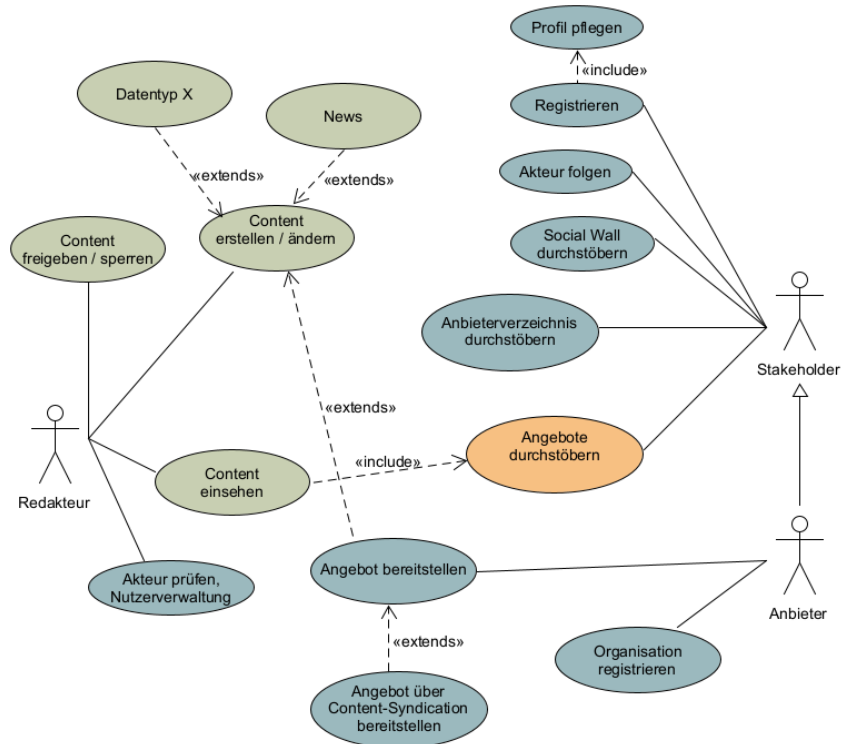 Profil pflegen
«include»
Registrieren
Datentyp X
News
«extends»
«extends»
Akteur folgen
Content
erstellen / ändern
Content
freigeben / sperren
Social Wall
durchstöbern
Anbieterverzeichnis
durchstöbern
Stakeholder
«extends»
Angebote
durchstöbern
Redakteur
Content
einsehen
«include»
Akteur prüfen,
Nutzerverwaltung
Angebot bereitstellen
Anbieter
«extends»
Organisation
registrieren
Angebot über
Content-Syndication
bereitstellen